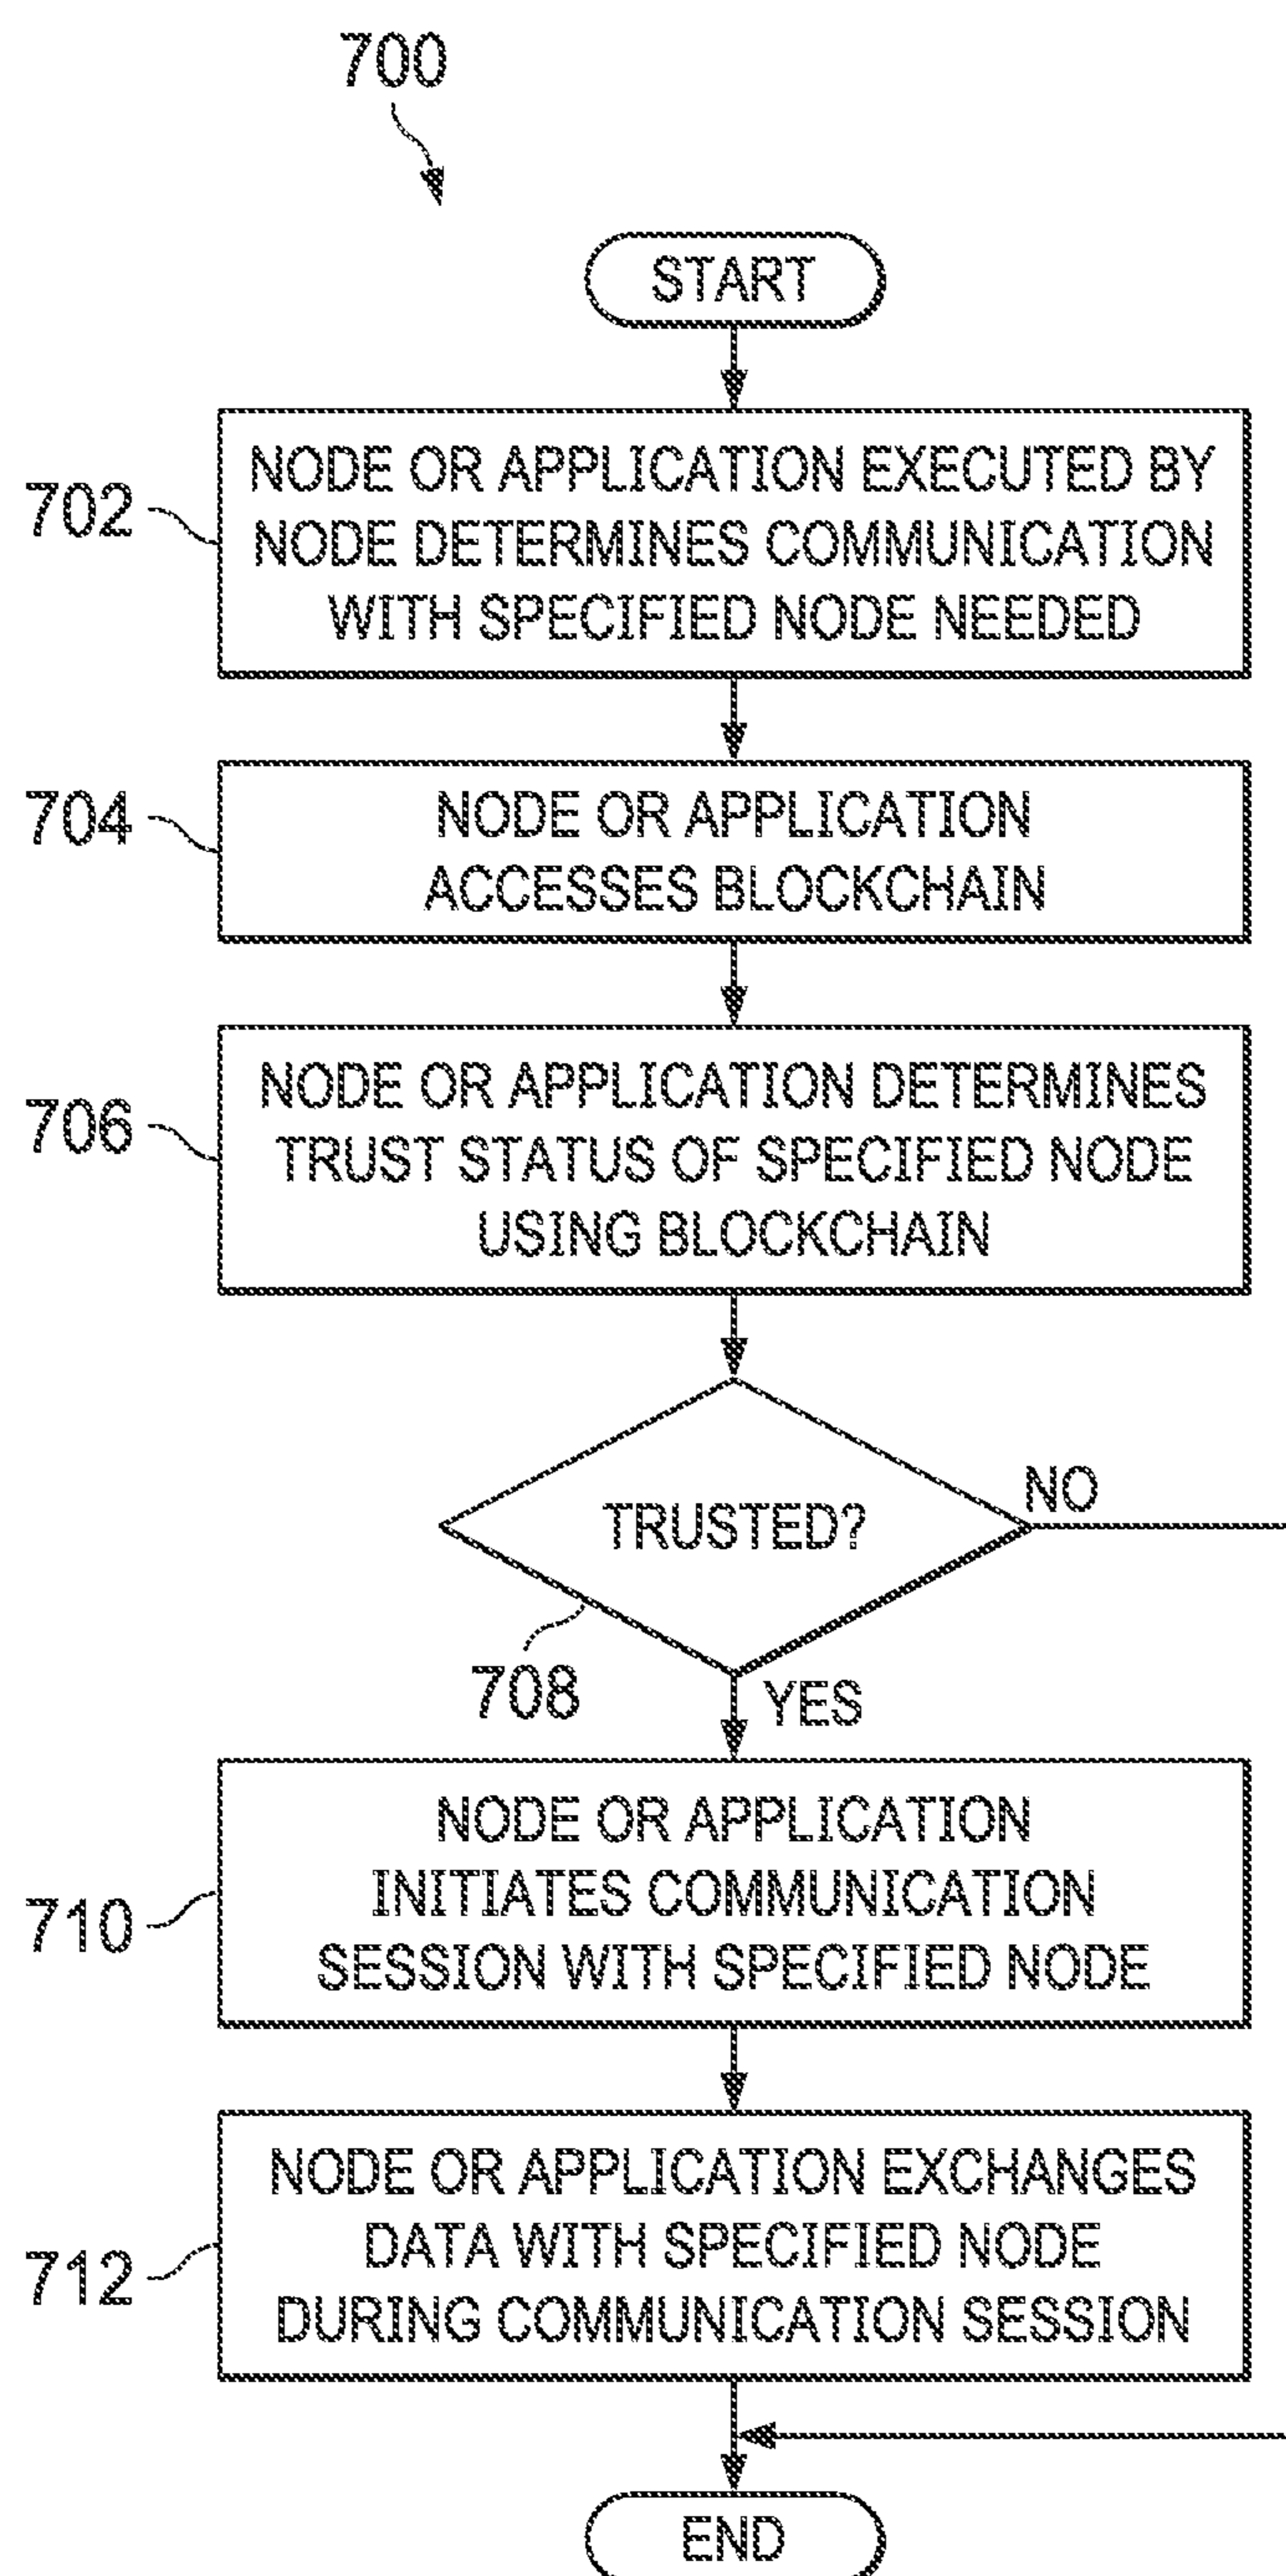 700
START
702
NODE OR APPLICATION EXECUTED BY
NODE DETERMINES COMMUNICATION
WITH SPECIFIED NODE NEEDED
704
NODE OR APPLICATION
ACCESSES BLOCKCHAIN
706
NODE OR APPLICATION DETERMINES
TRUST STATUS OF SPECIFIED NODE
USING BLOCKCHAIN
TRUSTED?
NO
708
YES
710
NODE OR APPLICATION
INITIATES COMMUNICATION
SESSION WITH SPECIFIED NODE
712
NODE OR APPLICATION EXCHANGES
DATA WITH SPECIFIED NODE
DURING COMMUNICATION SESSION
END